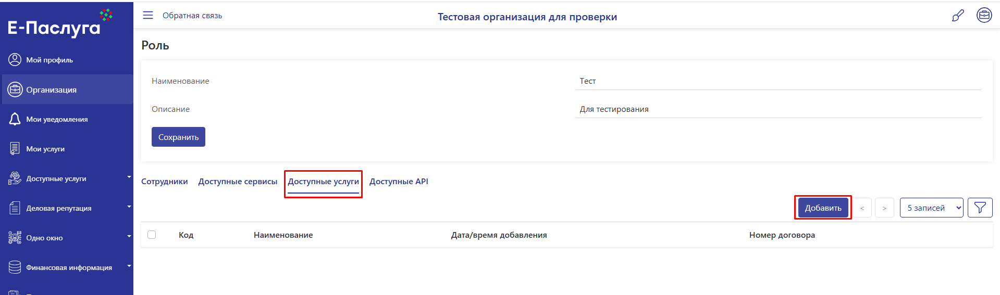 Е-Паслуга
Обратная связь
Тестовая организация для проверки
Мой профиль
Организация
Мои уведомления
Мои услуги
Доступные услуги
Деловая репутация
Одно окно
Финансовая информация
Роль
Наименование
Тест
Описание
Для тестирования
Сохранить
Сотрудники Доступные сервисы Доступные услуги Доступные API
Добавить < > 5 записей
Код Наименование Дата/время добавления Номер договора